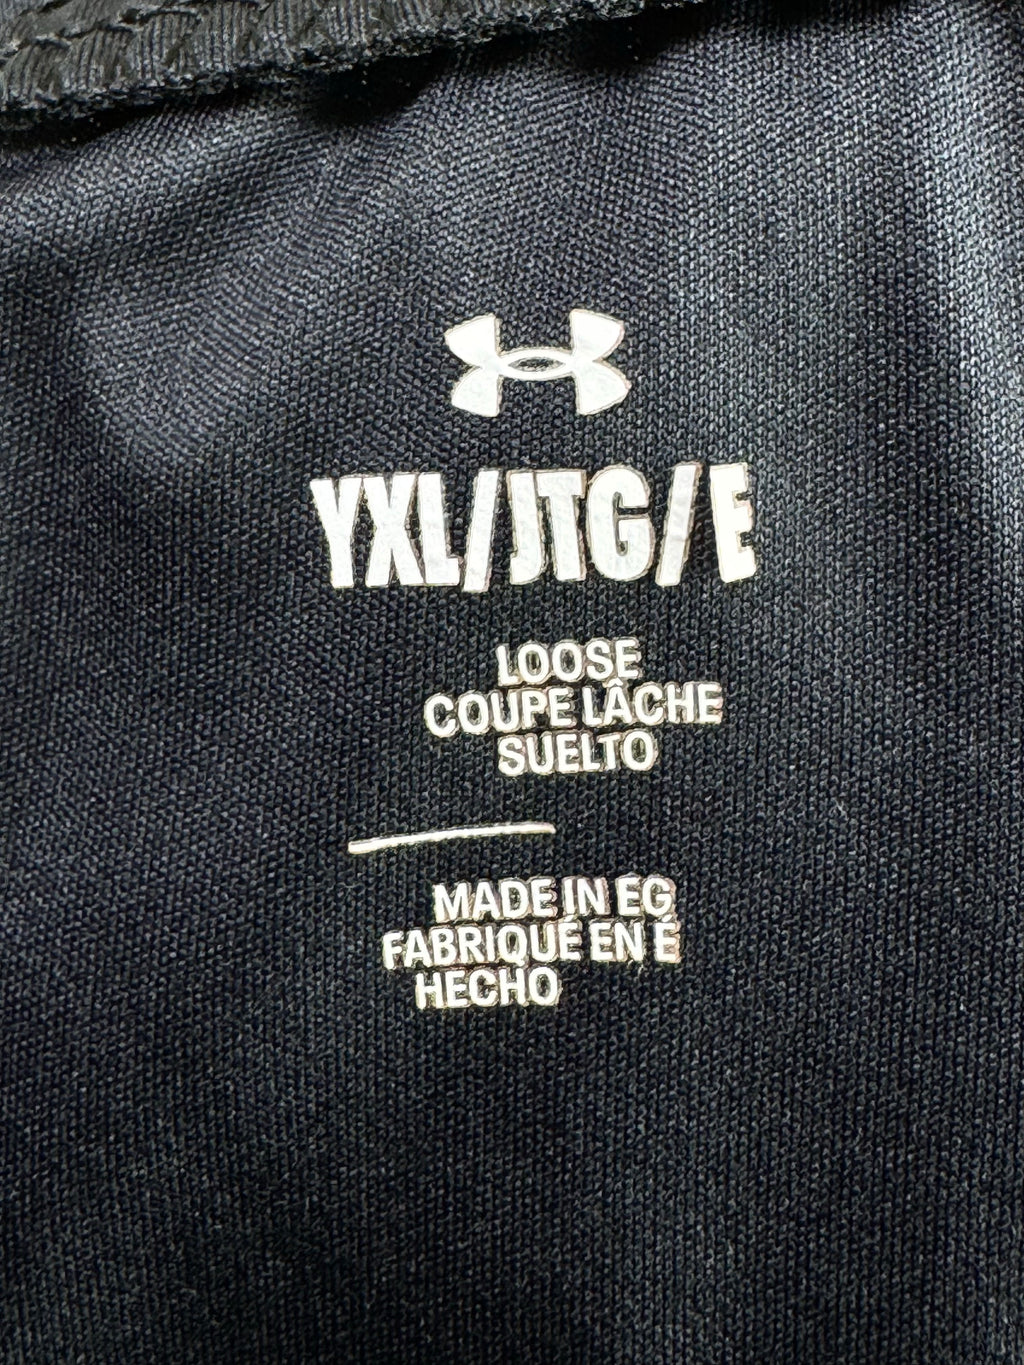 YXL/JTG/E
LOOSE
COUPE LÂCHE
SUELTO
MADE IN EG
FABRIQUÉ EN É
HECHO